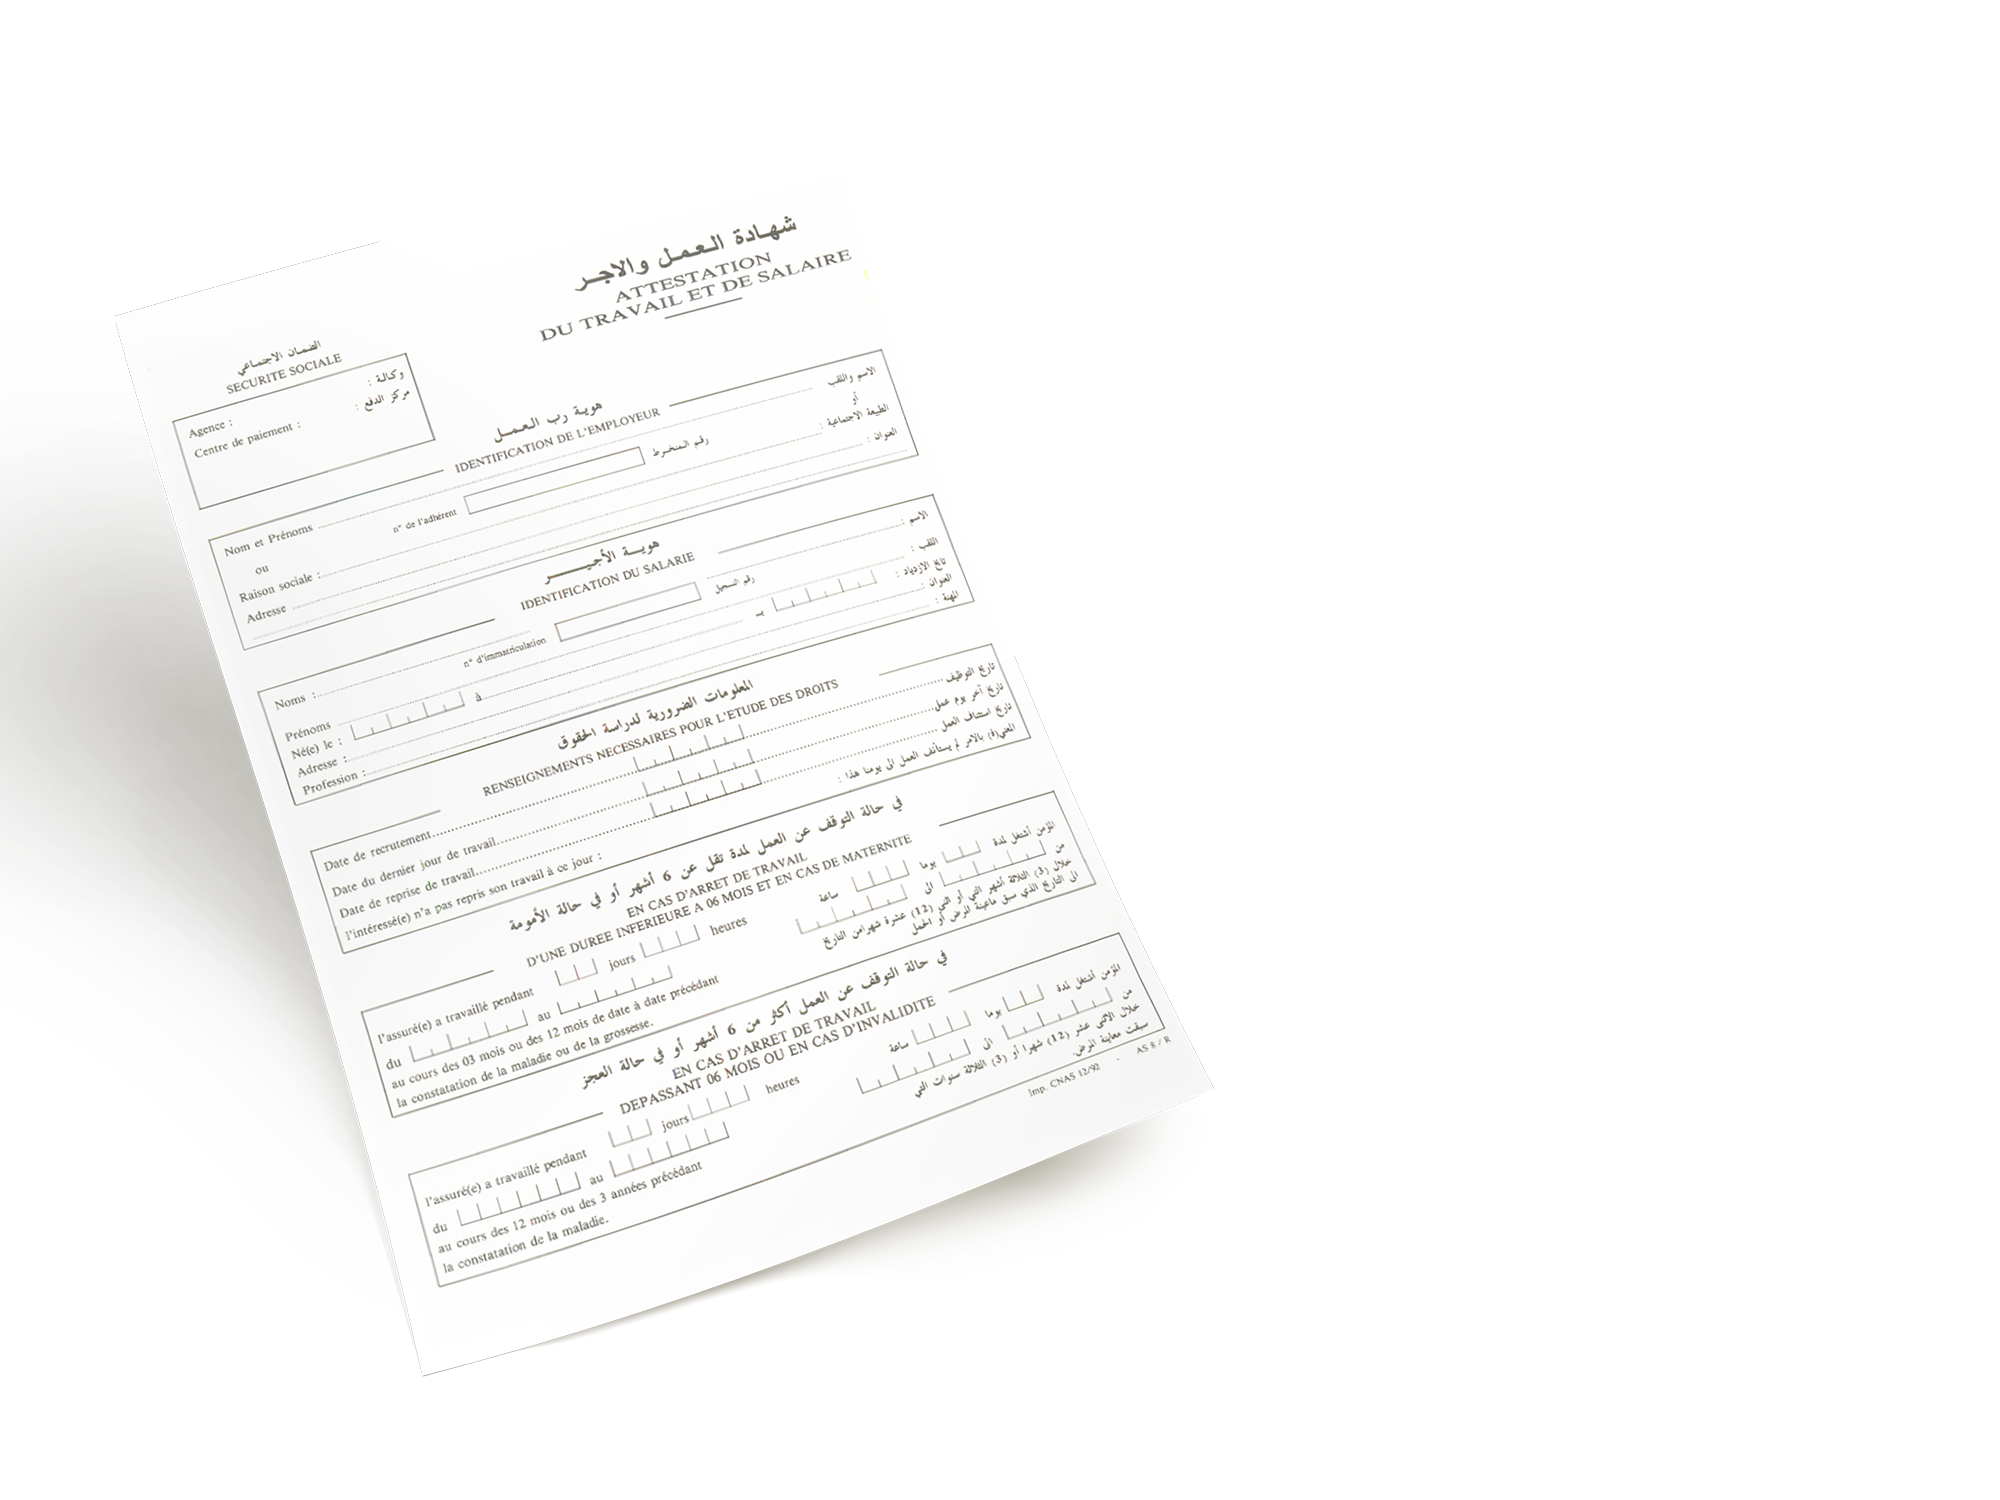 شهادة العمل والاجر
ATTESTATION
DU TRAVAIL ET DE SALAIRE
الضمان الاجتماعي
SECURITE SOCIALE
وكالة :
Agence :
مركز الدفع :
Centre de paiement :
هوية رب العمل
IDENTIFICATION DE L'EMPLOYEUR
الاسم واللقب
Nom et Prénoms
أو
ou
رقم المنخرط
n° de l'adhérent
الطبيعة الاجتماعية :
Raison sociale :
العنوان :
Adresse
هوية الأجير
IDENTIFICATION DU SALARIE
الاسم :
Noms :
رقم التسجيل
n° d'immatriculation
اللقب :
Prénoms
تاريخ الازدياد :
بـ
Né(e) le : à
العنوان :
Adresse :
المهنة :
Profession :
المعلومات الضرورية لدراسة الحقوق
RENSEIGNEMENTS NECESSAIRES POUR L'ETUDE DES DROITS
تاريخ التوظيف
Date de recrutement
تاريخ آخر يوم عمل
Date du dernier jour de travail
تاريخ استئناف العمل
Date de reprise de travail
المعني(ة) بالامر لم يستأنف العمل الى يومنا هذا :
l'intéressé(e) n'a pas repris son travail à ce jour :
في حالة التوقف عن العمل لمدة تقل عن 6 أشهر أو في حالة الأمومة
EN CAS D'ARRET DE TRAVAIL
D'UNE DUREE INFERIEURE A 06 MOIS ET EN CAS DE MATERNITE
المؤمن أشتغل لمدة يوما ساعة
l'assuré(e) a travaillé pendant jours heures
من الى
du au
خلال (3) الثلاثة أشهر التي أو التي (12) عشرة شهرا من التاريخ
au cours des 03 mois ou des 12 mois de date à date précédant
الى التاريخ الذي سبق معاينة المرض أو الحمل
la constatation de la maladie ou de la grossesse.
في حالة التوقف عن العمل أكثر من 6 أشهر أو في حالة العجز
EN CAS D'ARRET DE TRAVAIL
DEPASSANT 06 MOIS OU EN CAS D'INVALIDITE
المؤمن أشتغل لمدة يوما ساعة
l'assuré(e) a travaillé pendant jours heures
من الى
du au
خلال الاثنى عشر (12) شهرا أو (3) الثلاثة سنوات التي
au cours des 12 mois ou des 3 années précédant
سبقت معاينة المرض.
la constatation de la maladie.
Imp. CNAS 12/92 - AS 8 / R